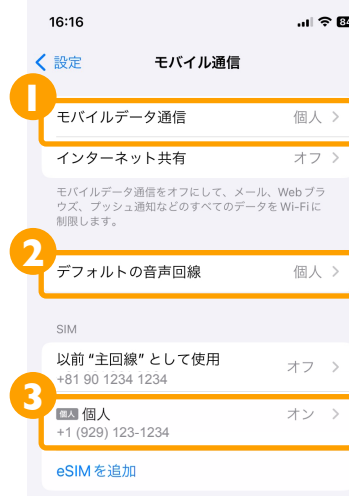 16:16
84
設定
モバイル通信
1
モバイルデータ通信 個人
インターネット共有 オフ
モバイルデータ通信をオフにして、メール、Webブラ
ウズ、プッシュ通知などのすべてのデータをWi-Fiに
制限します。
2
デフォルトの音声回線 個人
SIM
以前“主回線”として使用 オフ
+81 90 1234 1234
3
個人 個人 オン
+1 (929) 123-1234
eSIMを追加